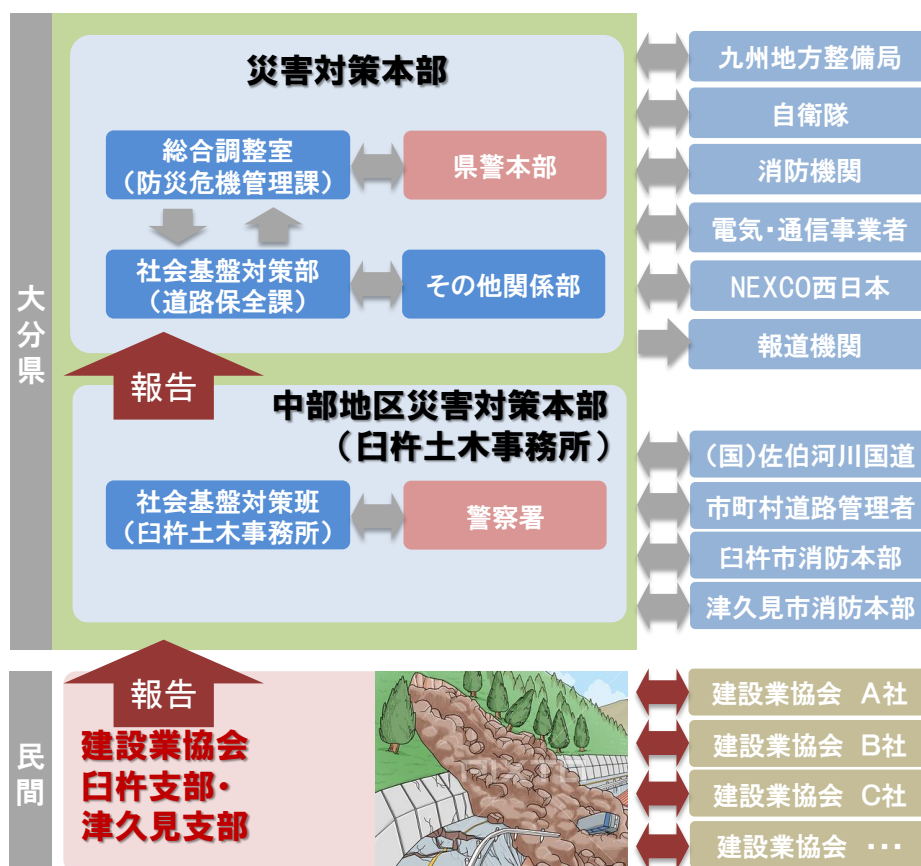 大分県
災害対策本部
総合調整室
（防災危機管理課）
県警本部
社会基盤対策部
（道路保全課）
その他関係部
九州地方整備局
自衛隊
消防機関
電気・通信事業者
NEXCO西日本
報道機関
報告
中部地区災害対策本部
（臼杵土木事務所）
社会基盤対策班
（臼杵土木事務所）
警察署
（国）佐伯河川国道
市町村道路管理者
臼杵市消防本部
津久見市消防本部
民間
報告
建設業協会
臼杵支部・
津久見支部
建設業協会　A社
建設業協会　B社
建設業協会　C社
建設業協会　・・・